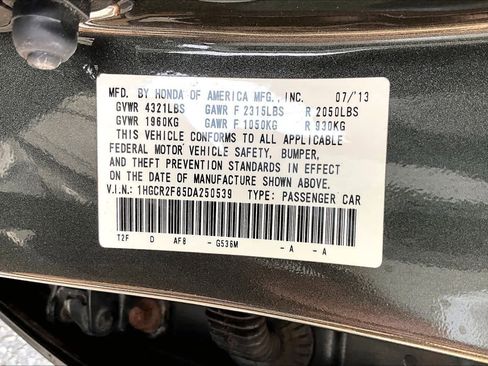 MFD. BY HONDA OF AMERICA MFG., INC. 07/'13
GVWR 4321LBS GAWR F 2315LBS R 2050LBS
GVWR 1960KG GAWR F 1050KG R 930KG
THIS VEHICLE CONFORMS TO ALL APPLICABLE
FEDERAL MOTOR VEHICLE SAFETY, BUMPER,
AND THEFT PREVENTION STANDARDS IN EFFECT
ON THE DATE OF MANUFACTURE SHOWN ABOVE.
V.I.N.: 1HGCR2F85DA250539 TYPE: PASSENGER CAR
T2F D AF8 - G536M - A - A